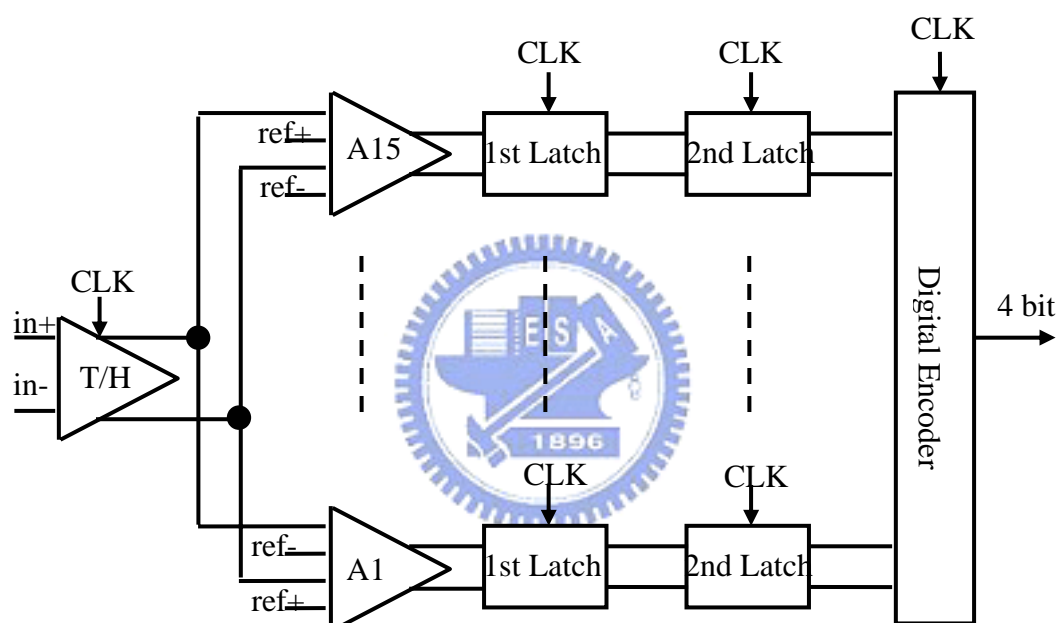 CLK
CLK
CLK
ref+
A15
1st Latch
2nd Latch
ref-
CLK
in+
T/H
in-
E S A
1896
Digital Encoder
4 bit
CLK
CLK
ref-
A1
1st Latch
2nd Latch
ref+